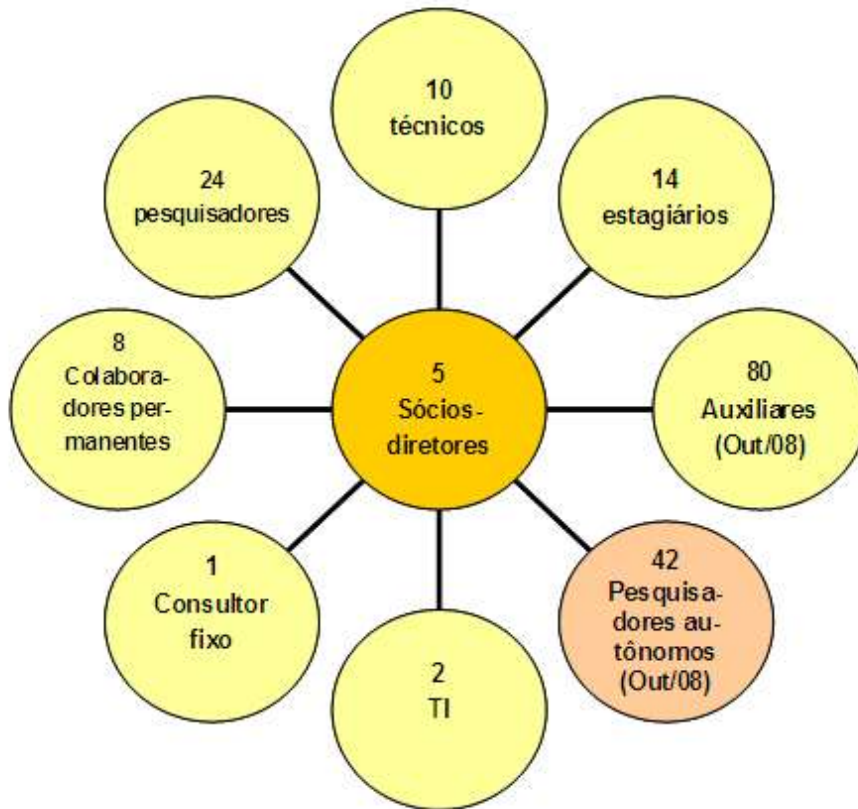 10
técnicos
24
pesquisadores
14
estagiários
8
Colabora-
dores per-
manentes
5
Sócios-
diretores
80
Auxiliares
(Out/08)
1
Consultor
fixo
2
TI
42
Pesquisa-
dores au-
tônomos
(Out/08)